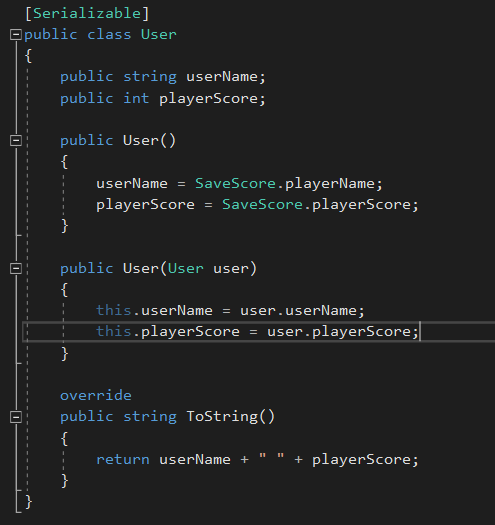 [Serializable]
public class User
{
public string userName;
public int playerScore;
public User()
{
userName = SaveScore.playerName;
playerScore = SaveScore.playerScore;
}
public User(User user)
{
this.userName = user.userName;
this.playerScore = user.playerScore;
}
override
public string ToString()
{
return userName + " " + playerScore;
}
}